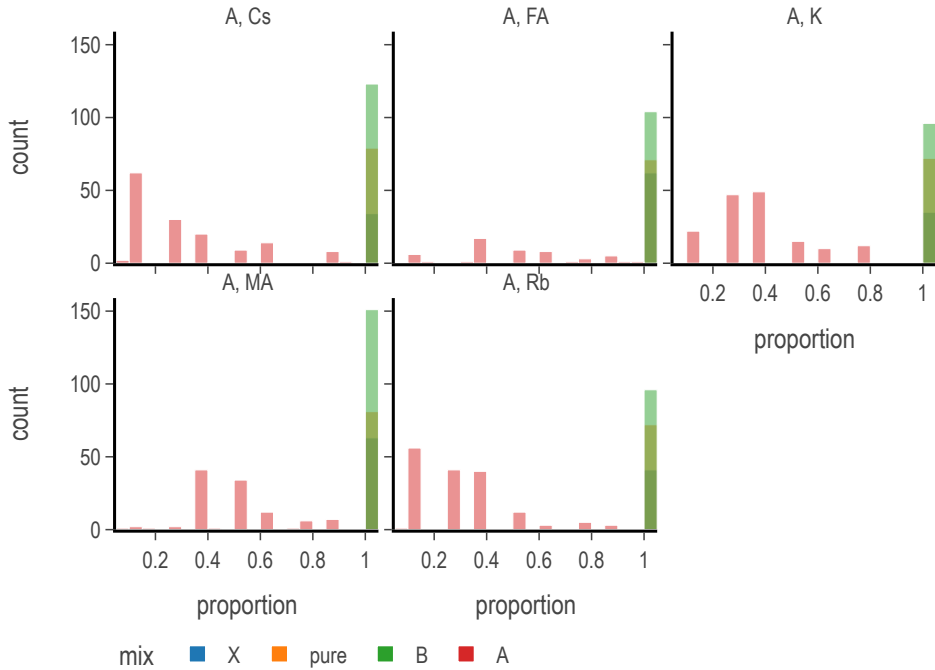 A, Cs
A, FA
A, K
count
150
100
50
0
0.2
0.4
0.6
0.8
1
proportion
A, MA
A, Rb
count
150
100
50
0
0.2
0.4
0.6
0.8
1
0.2
0.4
0.6
0.8
1
proportion
proportion
mix
X
pure
B
A